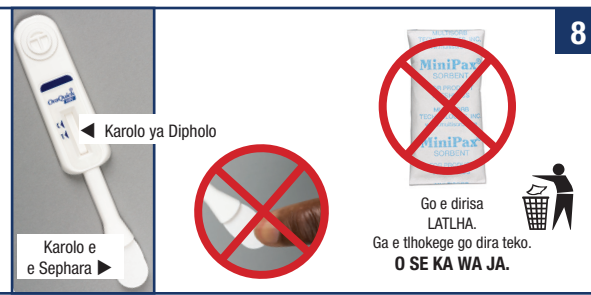 8
OraQuick
C
T
Karolo ya Dipholo
Karolo e
e Sephara
MiniPax®
SORBENT
MiniPax
SORBENT
Go e dirisa
LATLHA.
Ga e tlhokege go dira teko.
O SE KA WA JA.